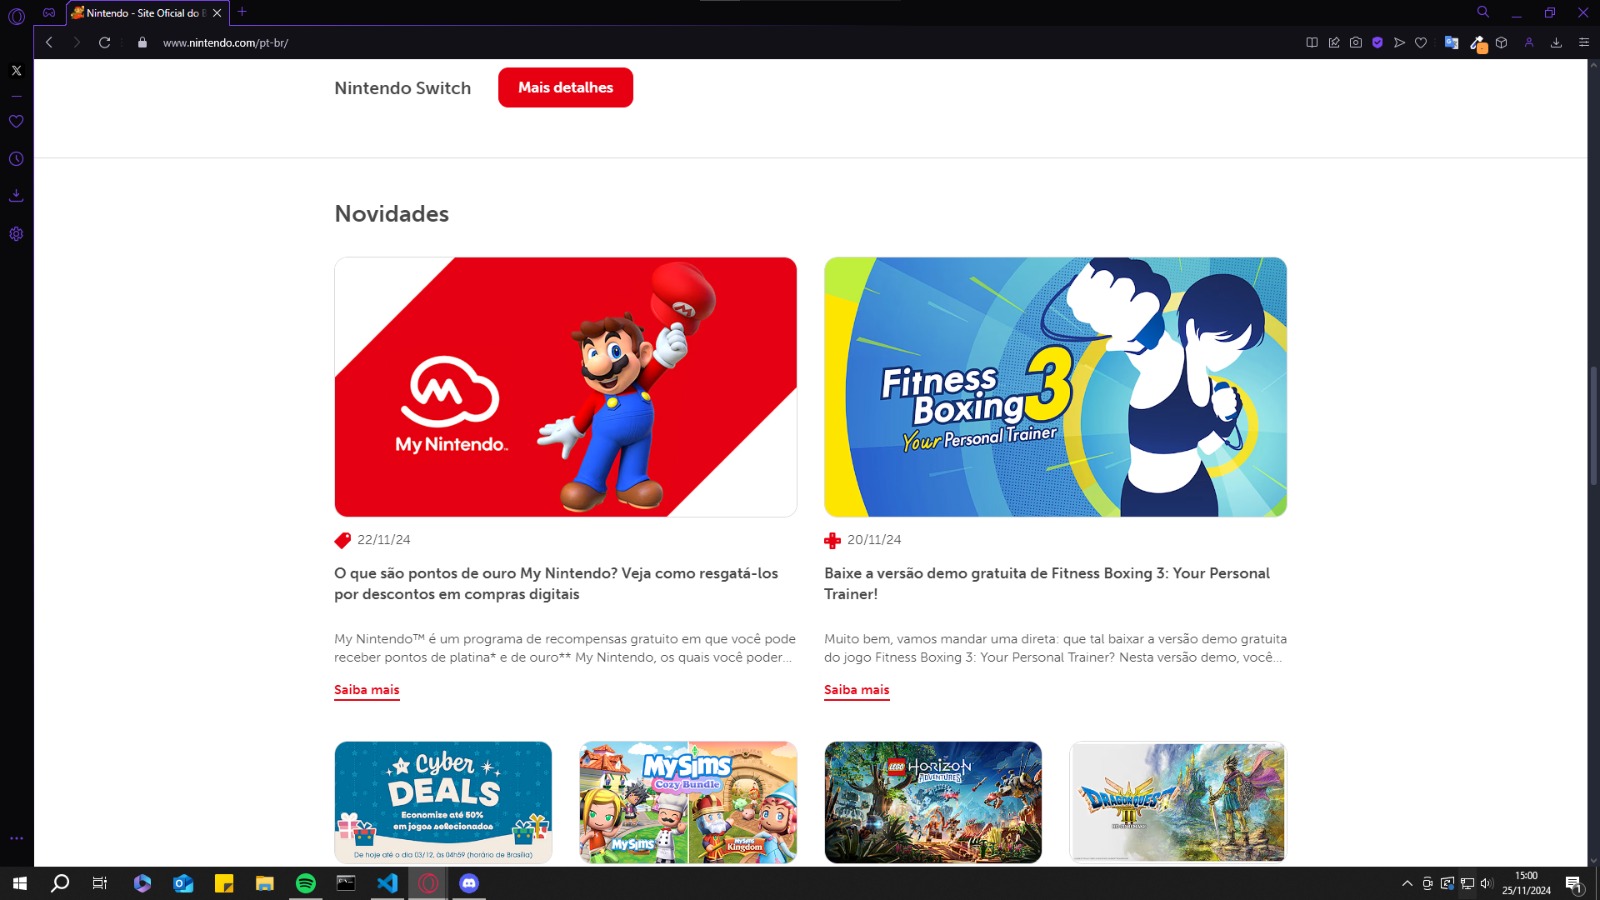 Nintendo - Site Oficial do
www.nintendo.com/pt-br/
Nintendo Switch
Mais detalhes
Novidades
My Nintendo™
Fitness
Boxing 3
Your Personal Trainer
22/11/24
20/11/24
O que são pontos de ouro My Nintendo? Veja como resgatá-los
por descontos em compras digitais
Baixe a versão demo gratuita de Fitness Boxing 3: Your Personal
Trainer!
My Nintendo™ é um programa de recompensas gratuito em que você pode
receber pontos de platina* e de ouro** My Nintendo, os quais você poder...
Muito bem, vamos mandar uma direta: que tal baixar a versão demo gratuita
do jogo Fitness Boxing 3: Your Personal Trainer? Nesta versão demo, você...
Saiba mais
Saiba mais
Cyber
DEALS
Economize até 50%
em jogos selecionados
De hoje até o dia 03/12, às 04h59 (horário de Brasília)
MySims
Cozy Bundle
MySims
MySims
Kingdom
LEGO
HORIZON
ADVENTURES
DRAGON QUEST
III
15:00
25/11/2024
1